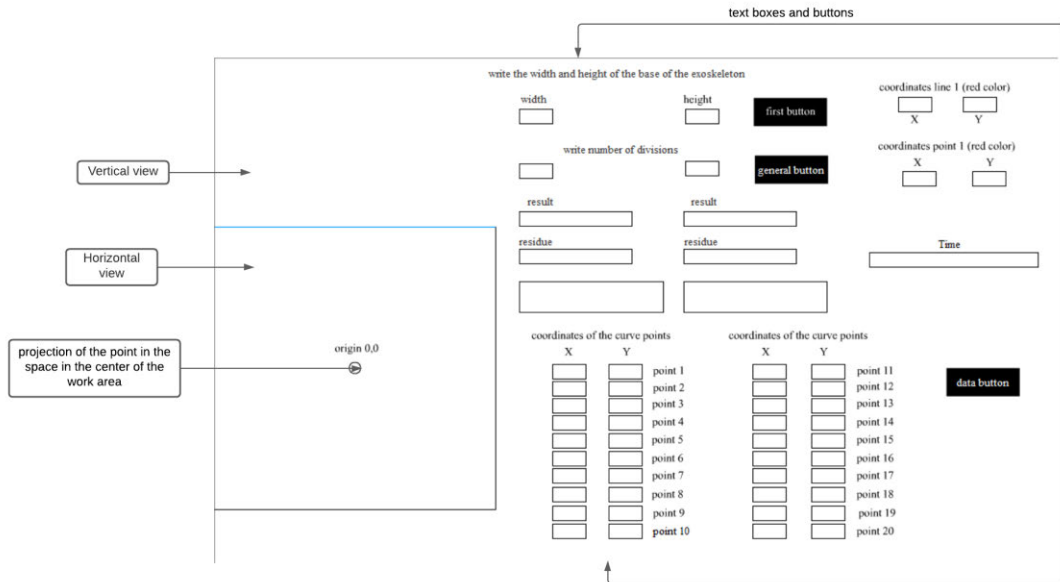 text boxes and buttons
write the width and height of the base of the exoskeleton
width
height
first button
coordinates line 1 (red color)
X
Y
write number of divisions
general button
coordinates point 1 (red color)
X
Y
Vertical view
result
result
residue
residue
Time
Horizontal
view
projection of the point in the
space in the center of the
work area
origin 0,0
coordinates of the curve points
X
Y
point 1
point 2
point 3
point 4
point 5
point 6
point 7
point 8
point 9
point 10
coordinates of the curve points
X
Y
point 11
point 12
point 13
point 14
point 15
point 16
point 17
point 18
point 19
point 20
data button